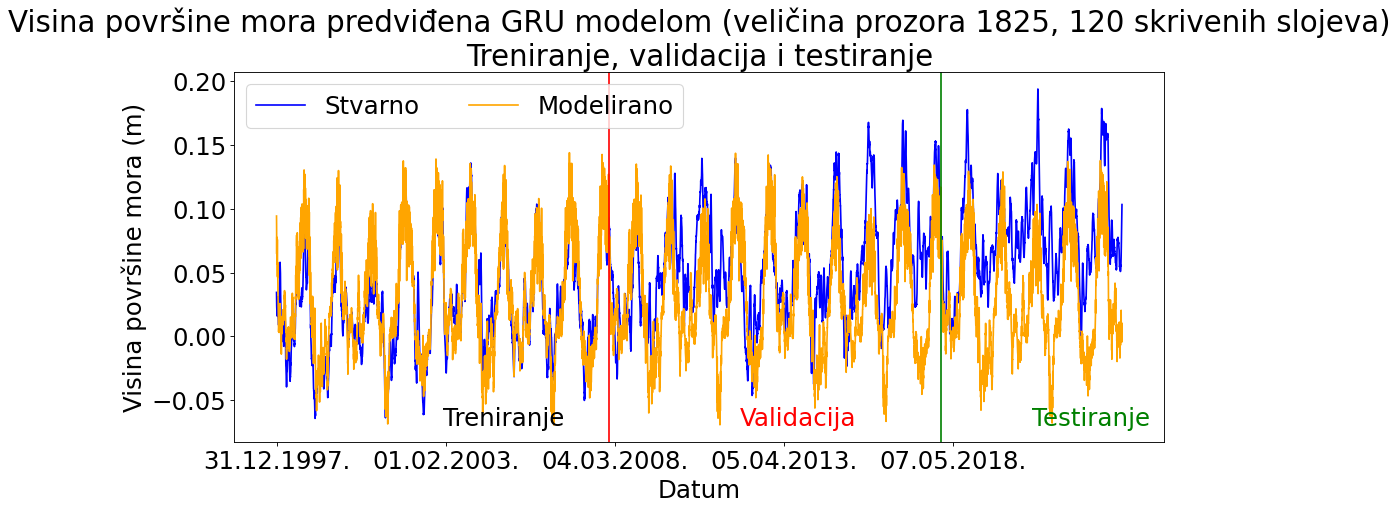 Visina površine mora predviđena GRU modelom (veličina prozora 1825, 120 skrivenih slojeva)
Treniranje, validacija i testiranje
Stvarno Modelirano
Visina površine mora (m)
0.20
0.15
0.10
0.05
0.00
−0.05
Treniranje Validacija Testiranje
31.12.1997. 01.02.2003. 04.03.2008. 05.04.2013. 07.05.2018.
Datum